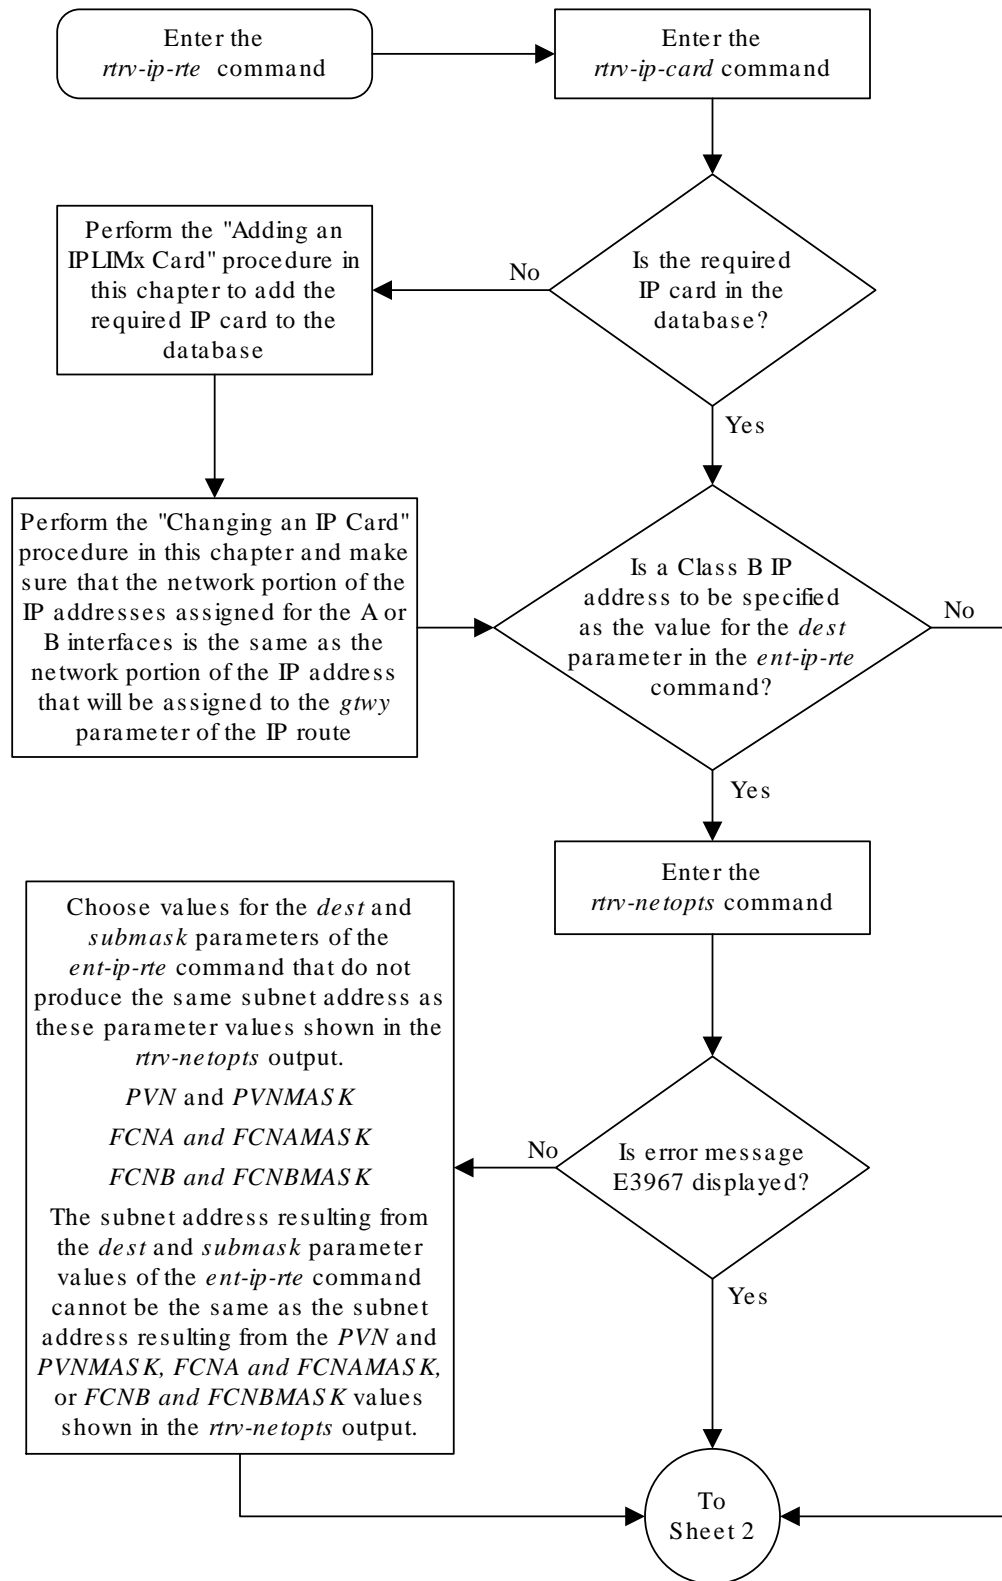 Enter the
rtrv-ip-rte command
Enter the
rtrv-ip-card command
Is the required
IP card in the
database?
No
Yes
Perform the "Adding an
IPLIMx Card" procedure in
this chapter to add the
required IP card to the
database
Perform the "Changing an IP Card"
procedure in this chapter and make
sure that the network portion of the
IP addresses assigned for the A or
B interfaces is the same as the
network portion of the IP address
that will be assigned to the gtwy
parameter of the IP route
Is a Class B IP
address to be specified
as the value for the dest
parameter in the ent-ip-rte
command?
No
Yes
Enter the
rtrv-netopts command
Is error message
E3967 displayed?
No
Yes
Choose values for the dest and
submask parameters of the
ent-ip-rte command that do not
produce the same subnet address as
these parameter values shown in the
rtrv-netopts output.
PVN and PVNMASK
FCNA and FCNAMASK
FCNB and FCNBMASK
The subnet address resulting from
the dest and submask parameter
values of the ent-ip-rte command
cannot be the same as the subnet
address resulting from the PVN and
PVNMASK, FCNA and FCNAMASK,
or FCNB and FCNBMASK values
shown in the rtrv-netopts output.
To
Sheet 2